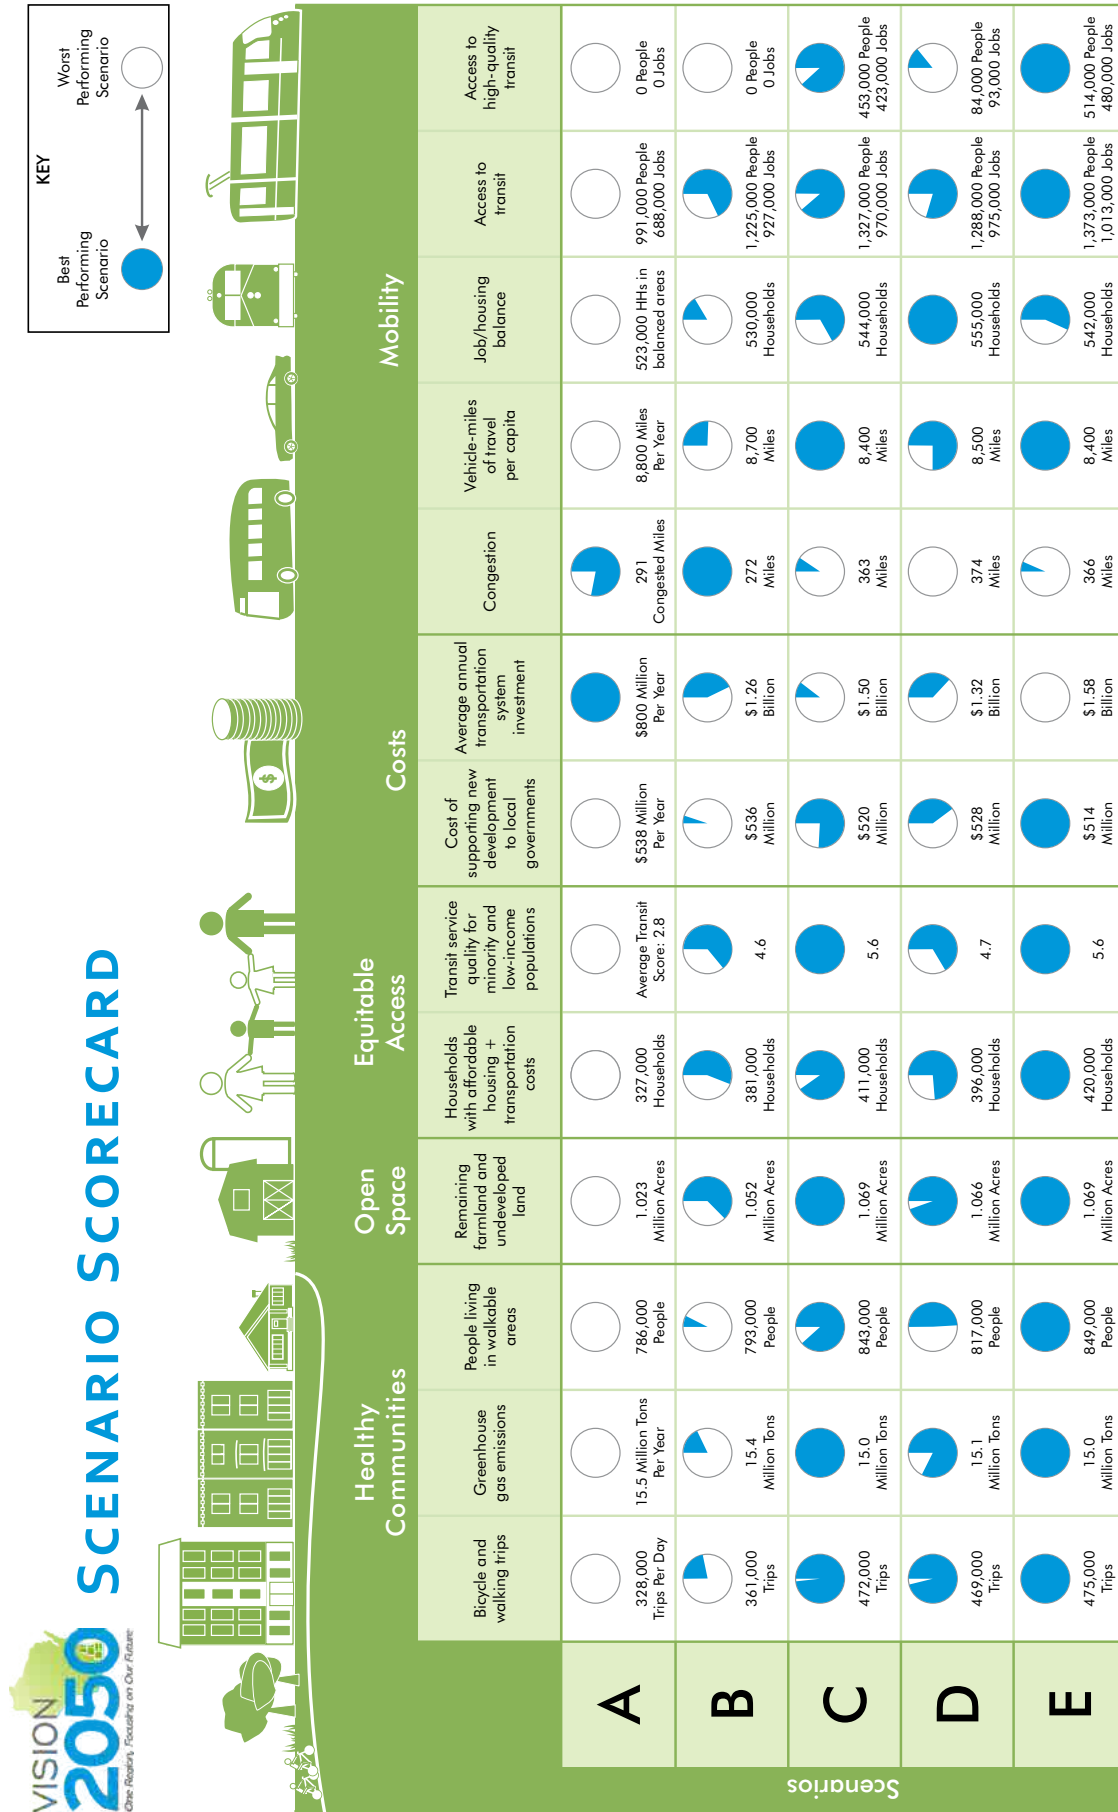 VISION
2050
One Region, Focusing on Our Future
SCENARIO SCORECARD
KEY
Best
Performing
Scenario
Worst
Performing
Scenario
$
Healthy
Communities
Open
Space
Equitable
Access
Costs
Mobility
Bicycle and
walking trips
Greenhouse
gas emissions
People living
in walkable
areas
Remaining
farmland and
undeveloped
land
Households
with affordable
housing +
transportation
costs
Transit service
quality for
minority and
low-income
populations
Cost of
supporting new
development
to local
governments
Average annual
transportation
system
investment
Congestion
Vehicle-miles
of travel
per capita
Job/housing
balance
Access to
transit
Access to
high-quality
transit
Scenarios
A
328,000
Trips Per Day
15.5 Million Tons
Per Year
786,000
People
1.023
Million Acres
327,000
Households
Average Transit
Score: 2.8
$538 Million
Per Year
$800 Million
Per Year
291
Congested Miles
8,800 Miles
Per Year
523,000 HHs in
balanced areas
991,000 People
688,000 Jobs
0 People
0 Jobs
B
361,000
Trips
15.4
Million Tons
793,000
People
1.052
Million Acres
381,000
Households
4.6
$536
Million
$1.26
Billion
272
Miles
8,700
Miles
530,000
Households
1,225,000 People
927,000 Jobs
0 People
0 Jobs
C
472,000
Trips
15.0
Million Tons
843,000
People
1.069
Million Acres
411,000
Households
5.6
$520
Million
$1.50
Billion
363
Miles
8,400
Miles
544,000
Households
1,327,000 People
970,000 Jobs
453,000 People
423,000 Jobs
D
469,000
Trips
15.1
Million Tons
817,000
People
1.066
Million Acres
396,000
Households
4.7
$528
Million
$1.32
Billion
374
Miles
8,500
Miles
555,000
Households
1,288,000 People
975,000 Jobs
84,000 People
93,000 Jobs
E
475,000
Trips
15.0
Million Tons
849,000
People
1.069
Million Acres
420,000
Households
5.6
$514
Million
$1.58
Billion
366
Miles
8,400
Miles
542,000
Households
1,373,000 People
1,013,000 Jobs
514,000 People
480,000 Jobs